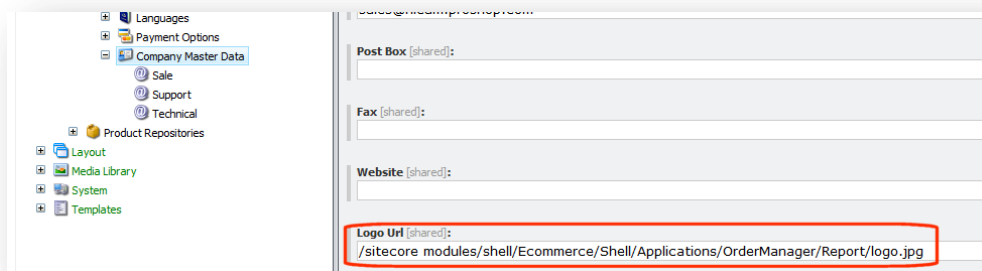 Languages
Payment Options
Company Master Data
Sale
Support
Technical
Product Repositories
Layout
Media Library
System
Templates
Post Box [shared]:
Fax [shared]:
Website [shared]:
Logo Url [shared]:
/sitecore modules/shell/Ecommerce/Shell/Applications/OrderManager/Report/logo.jpg